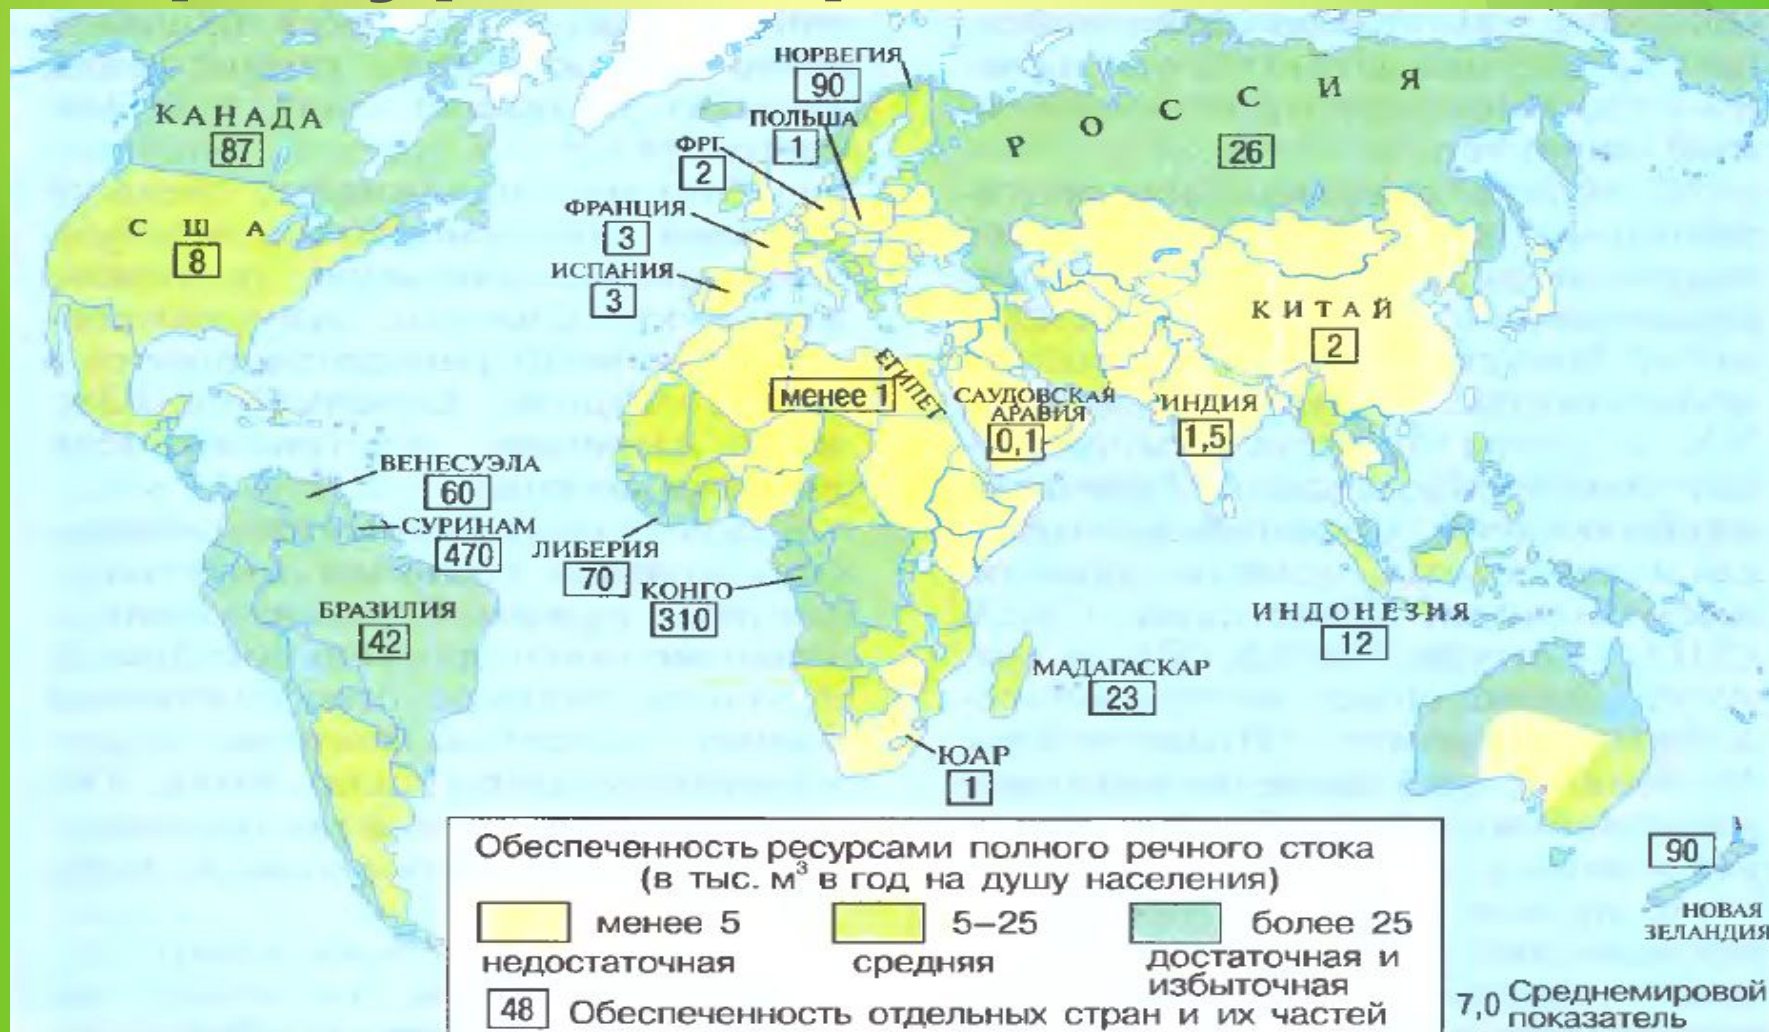 НОРВЕГИЯ
90
КАНАДА
87
ПОЛЬША
1
РОССИЯ
26
ФРГ
2
США
8
ФРАНЦИЯ
3
ИСПАНИЯ
3
КИТАЙ
2
ЕГИПЕТ
менее 1
САУДОВСКАЯ
АРАВИЯ
0,1
ИНДИЯ
1,5
ВЕНЕСУЭЛА
60
СУРИНАМ
470
ЛИБЕРИЯ
70
КОНГО
310
БРАЗИЛИЯ
42
ИНДОНЕЗИЯ
12
МАДАГАСКАР
23
ЮАР
1
90
НОВАЯ
ЗЕЛАНДИЯ
Обеспеченность ресурсами полного речного стока
(в тыс. м³ в год на душу населения)
менее 5
недостаточная
5–25
средняя
более 25
достаточная и
избыточная
48 Обеспеченность отдельных стран и их частей
7,0 Среднемировой
показатель